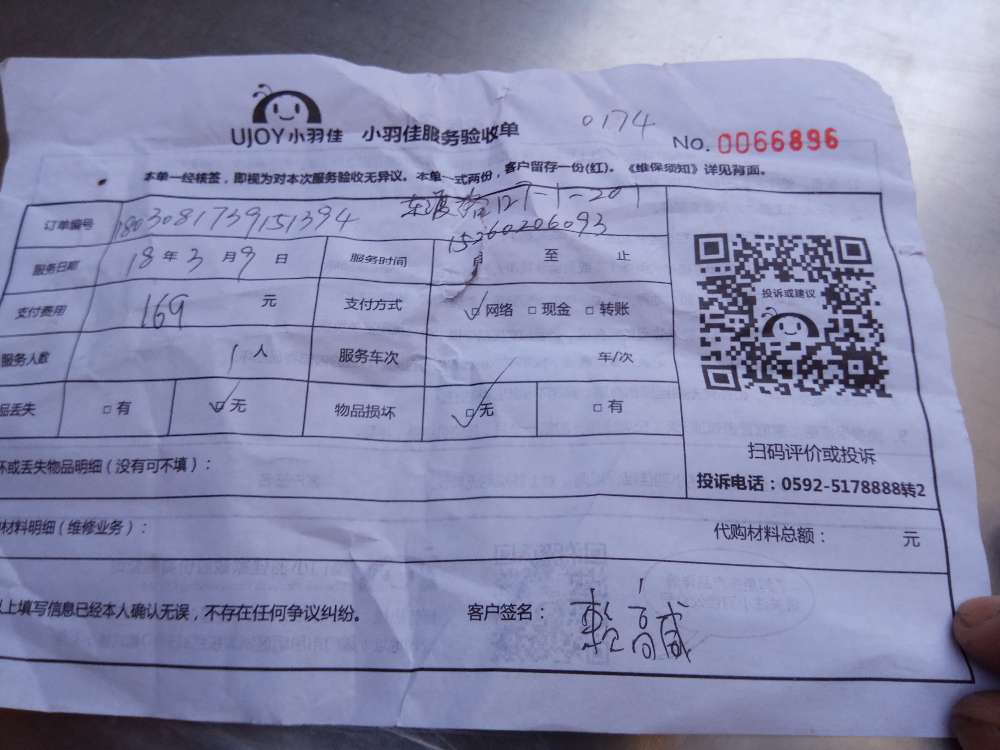 UJOY小羽佳 小羽佳服务验收单 0174 No. 0066896
本单一经核签，即视为对本次服务验收无异议。本单一式两份，客户留存一份(红)。《维保须知》详见背面。
订单编号 1803081739151394 -1-201
15260206093
服务日期 18年3月9日 服务时间 自 至 止
支付费用 169 元 支付方式 □网络 □现金 □转账
服务人数 1人 服务车次 车/次
品丢失 □有 □无 物品损坏 □无 □有
投诉或建议
扫码评价或投诉
投诉电话：0592-5178888转2
坏或丢失物品明细（没有可不填）：
材料明细（维修业务）： 代购材料总额： 元
以上填写信息已经本人确认无误，不存在任何争议纠纷。 客户签名：